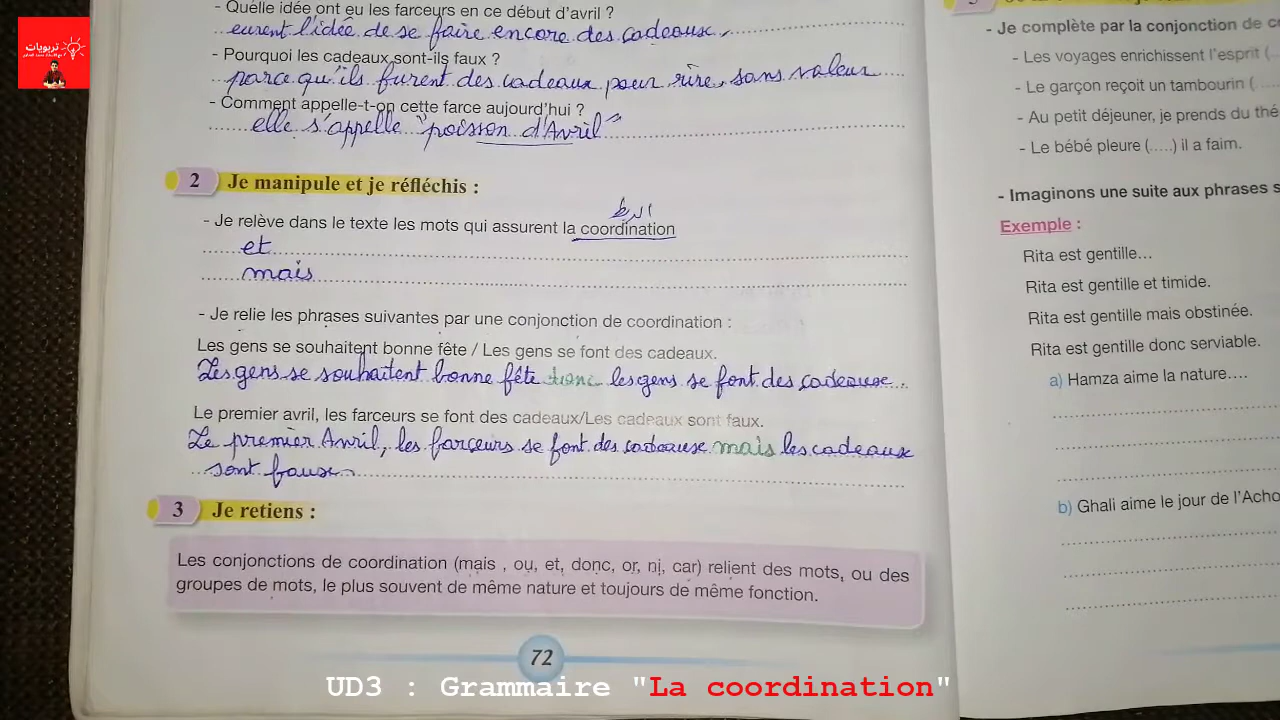 تربويات
- Quélle idée ont eu les farceurs en ce début d'avril ?
eurent l'idée de se faire encore des cadeaux.
- Pourquoi les cadeaux sont-ils faux ?
parce qu'ils furent des cadeaux pour rire, sans valeur
- Comment appelle-t-on cette farce aujourd'hui ?
elle s'appelle "poisson d'Avril"
2 Je manipule et je réfléchis :
- Je relève dans le texte les mots qui assurent la coordination
et
mais
- Je relie les phrases suivantes par une conjonction de coordination :
Les gens se souhaitent bonne fête / Les gens se font des cadeaux.
Les gens se souhaitent bonne fête donc les gens se font des cadeaux.
Le premier avril, les farceurs se font des cadeaux/Les cadeaux sont faux.
Le premier Avril, les farceurs se font des cadeaux mais les cadeaux
sont faux.
3 Je retiens :
Les conjonctions de coordination (mais , ou, et, donc, or, ni, car) relient des mots, ou des
groupes de mots, le plus souvent de même nature et toujours de même fonction.
72
- Je complète par la conjonction de c
- Les voyages enrichissent l'esprit (
- Le garçon reçoit un tambourin (....
- Au petit déjeuner, je prends du thé
- Le bébé pleure (.....) il a faim.
- Imaginons une suite aux phrases s
Exemple :
Rita est gentille...
Rita est gentille et timide.
Rita est gentille mais obstinée.
Rita est gentille donc serviable.
a) Hamza aime la nature....
b) Ghali aime le jour de l'Acho
UD3 : Grammaire "La coordination"